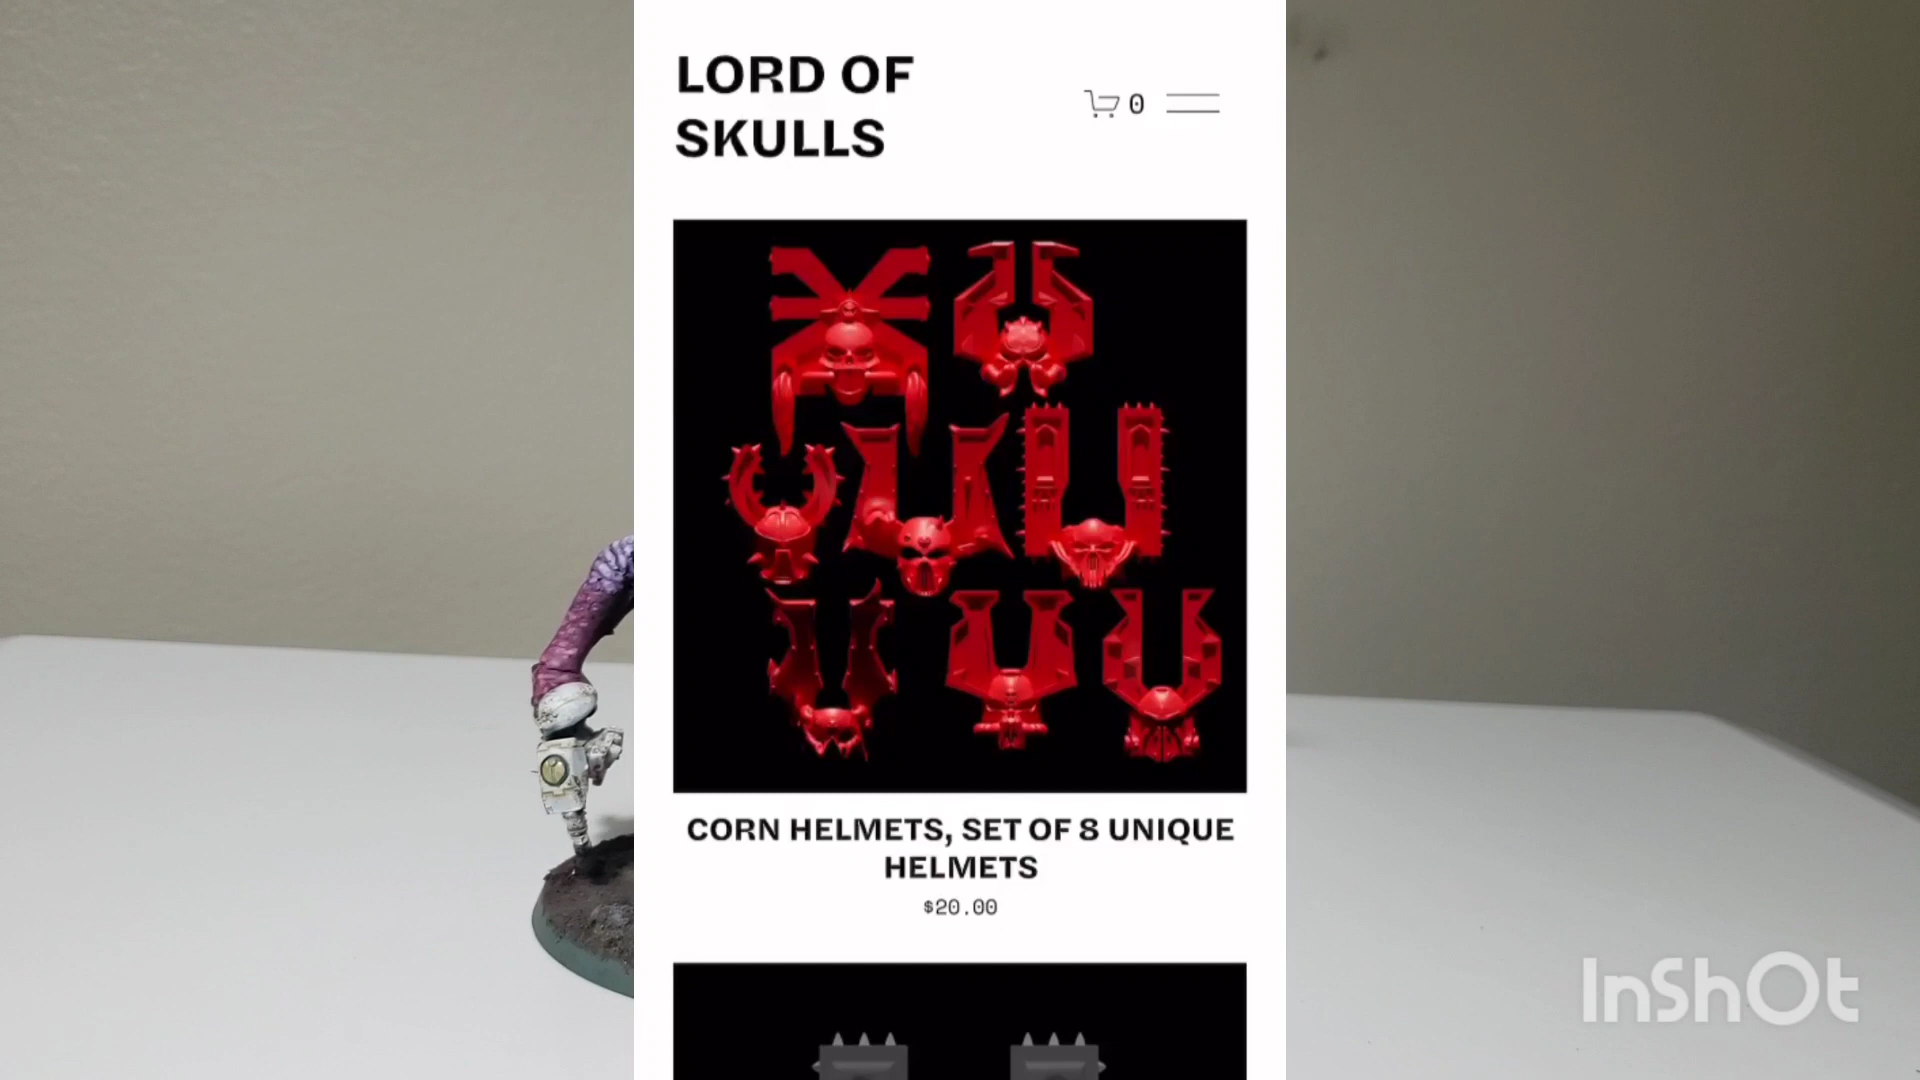 LORD OF
SKULLS
0
CORN HELMETS, SET OF 8 UNIQUE
HELMETS
$20.00
InShOt